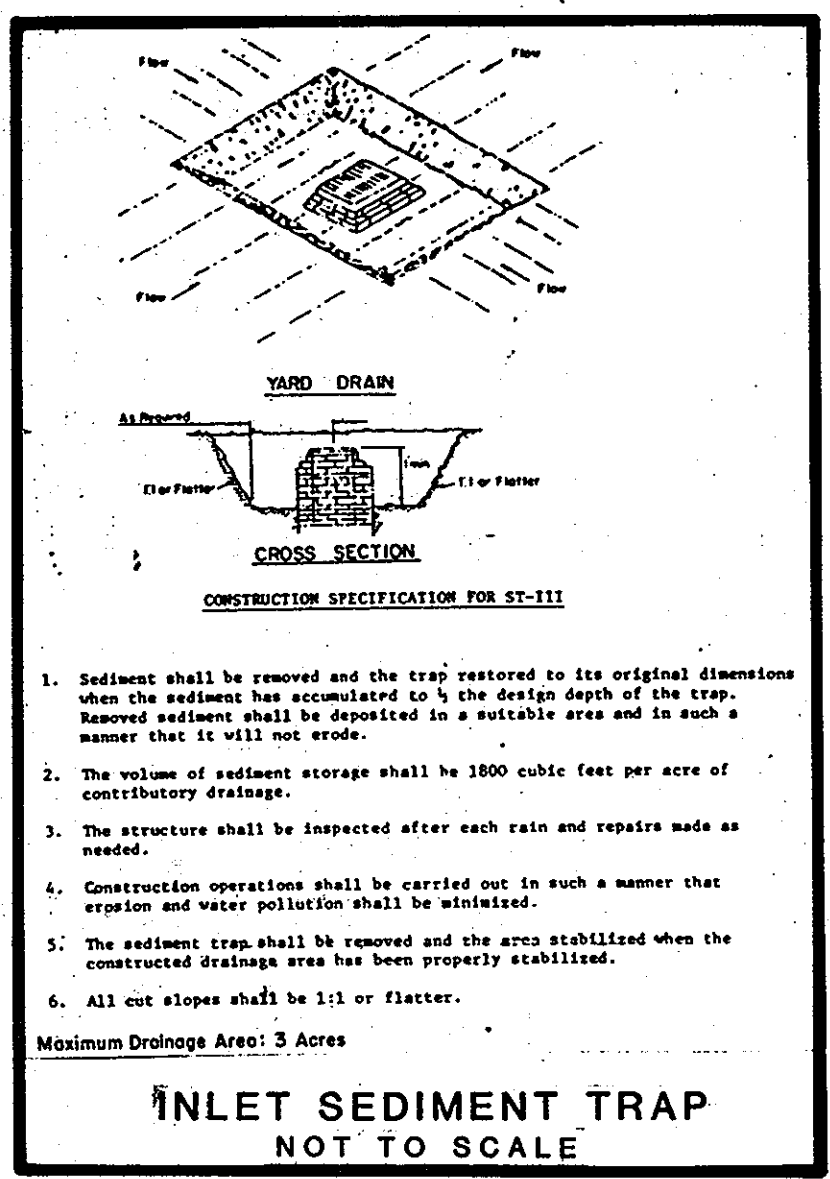 Flow
Flow
Flow
Flow
YARD DRAIN
As Required
1:1 or Flatter
1' min
1:1 or Flatter
CROSS SECTION
CONSTRUCTION SPECIFICATION FOR ST-III
1. Sediment shall be removed and the trap restored to its original dimensions
when the sediment has accumulated to ½ the design depth of the trap.
Removed sediment shall be deposited in a suitable area and in such a
manner that it will not erode.
2. The volume of sediment storage shall be 1800 cubic feet per acre of
contributory drainage.
3. The structure shall be inspected after each rain and repairs made as
needed.
4. Construction operations shall be carried out in such a manner that
erosion and water pollution shall be minimized.
5. The sediment trap shall be removed and the area stabilized when the
constructed drainage area has been properly stabilized.
6. All cut slopes shall be 1:1 or flatter.
Maximum Drainage Area: 3 Acres
INLET SEDIMENT TRAP
NOT TO SCALE